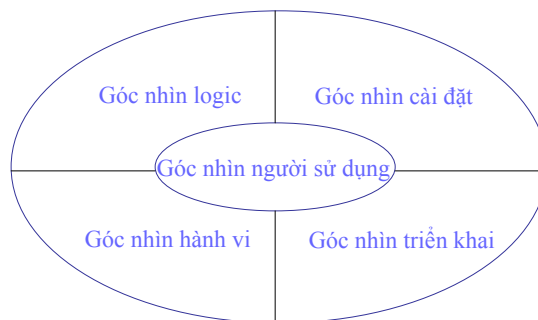 Góc nhìn logic
Góc nhìn cài đặt
Góc nhìn người sử dụng
Góc nhìn hành vi
Góc nhìn triển khai